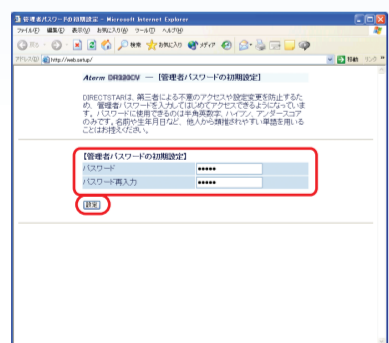 管理者パスワードの初期設定 - Microsoft Internet Explorer
ファイル(F) 編集(E) 表示(V) お気に入り(A) ツール(T) ヘルプ(H)
戻る 検索 お気に入り メディア
アドレス(D) http://web.setup/ 移動 リンク
Aterm DR220CV ― [管理者パスワードの初期設定]
DIRECTSTARは、第三者による不意のアクセスや設定変更を防止するた
め、管理者パスワードを入力してはじめてアクセスできるようになっていま
す。パスワードに使用できるのは半角英数字、ハイフン、アンダースコア
のみです。名前や生年月日など、他人から類推されやすい単語を用いる
ことはお控えください。
【管理者パスワードの初期設定】
パスワード ●●●●●
パスワード再入力 ●●●●●
設定